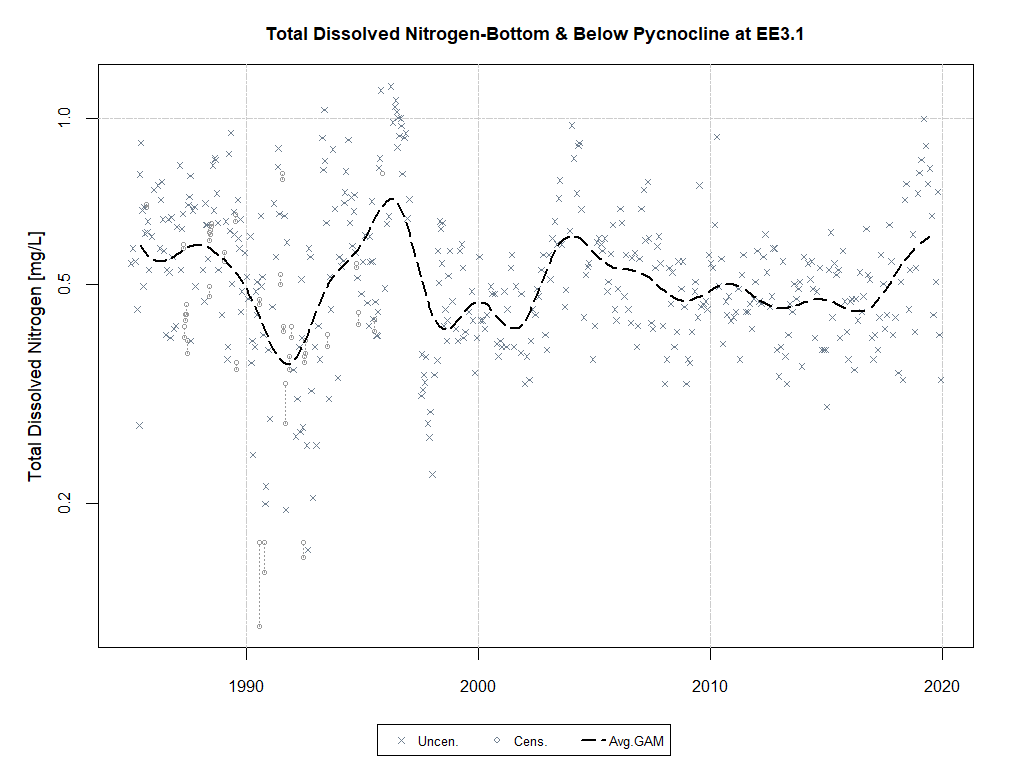 Total Dissolved Nitrogen-Bottom & Below Pycnocline at EE3.1
Total Dissolved Nitrogen [mg/L]
1.0
0.5
0.2
1990
2000
2010
2020
Uncen.
Cens.
Avg.GAM